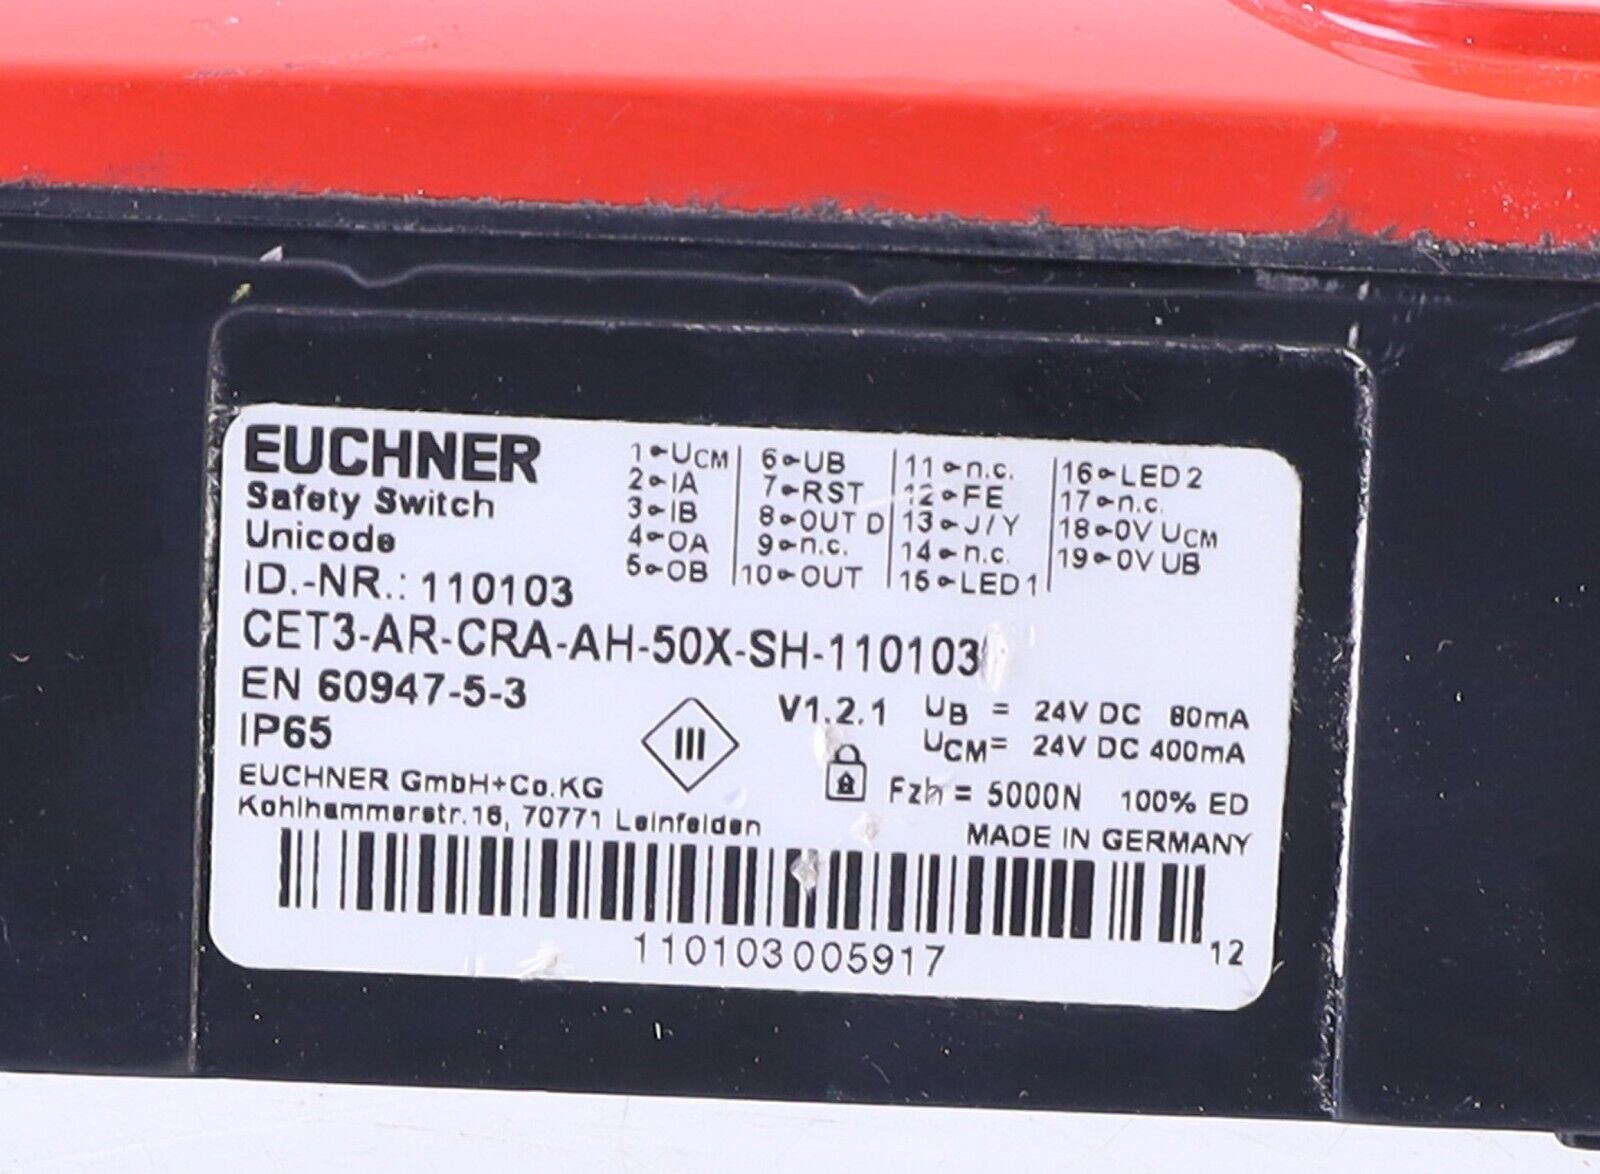 EUCHNER
Safety Switch
Unicode
ID.-NR.: 110103
1 UCM
2 IA
3 IB
4 OA
5 OB
6 UB
7 RST
8 OUT D
9 n.c.
10 OUT
11 n.c.
12 FE
13 J/Y
14 n.c.
15 LED 1
16 LED 2
17 n.c.
18 0V UCM
19 0V UB
CET3-AR-CRA-AH-50X-SH-110103
EN 60947-5-3
IP65
III
V1.2.1
UB = 24V DC 80mA
UCM= 24V DC 400mA
Fzh = 5000N 100% ED
EUCHNER GmbH+Co.KG
Kohlhammerstr.16, 70771 Leinfelden
MADE IN GERMANY
110103005917
12